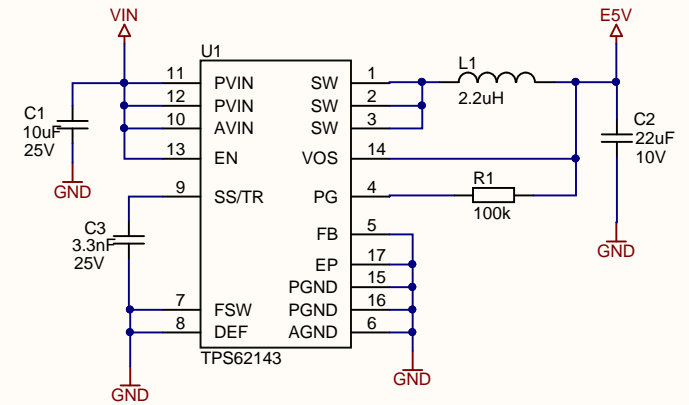 VIN
E5V
U1
11 PVIN SW 1
12 PVIN SW 2
10 AVIN SW 3
13 EN VOS 14
9 SS/TR PG 4
FB 5
EP 17
PGND 15
7 FSW PGND 16
8 DEF AGND 6
TPS62143
L1
2.2uH
C1
10uF
25V
GND
C2
22uF
10V
GND
R1
100k
C3
3.3nF
25V
GND
GND